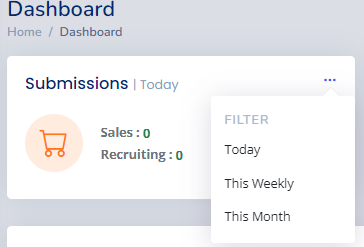 Dashboard
Home / Dashboard
Submissions | Today
Sales : 0
Recruiting : 0
FILTER
Today
This Weekly
This Month